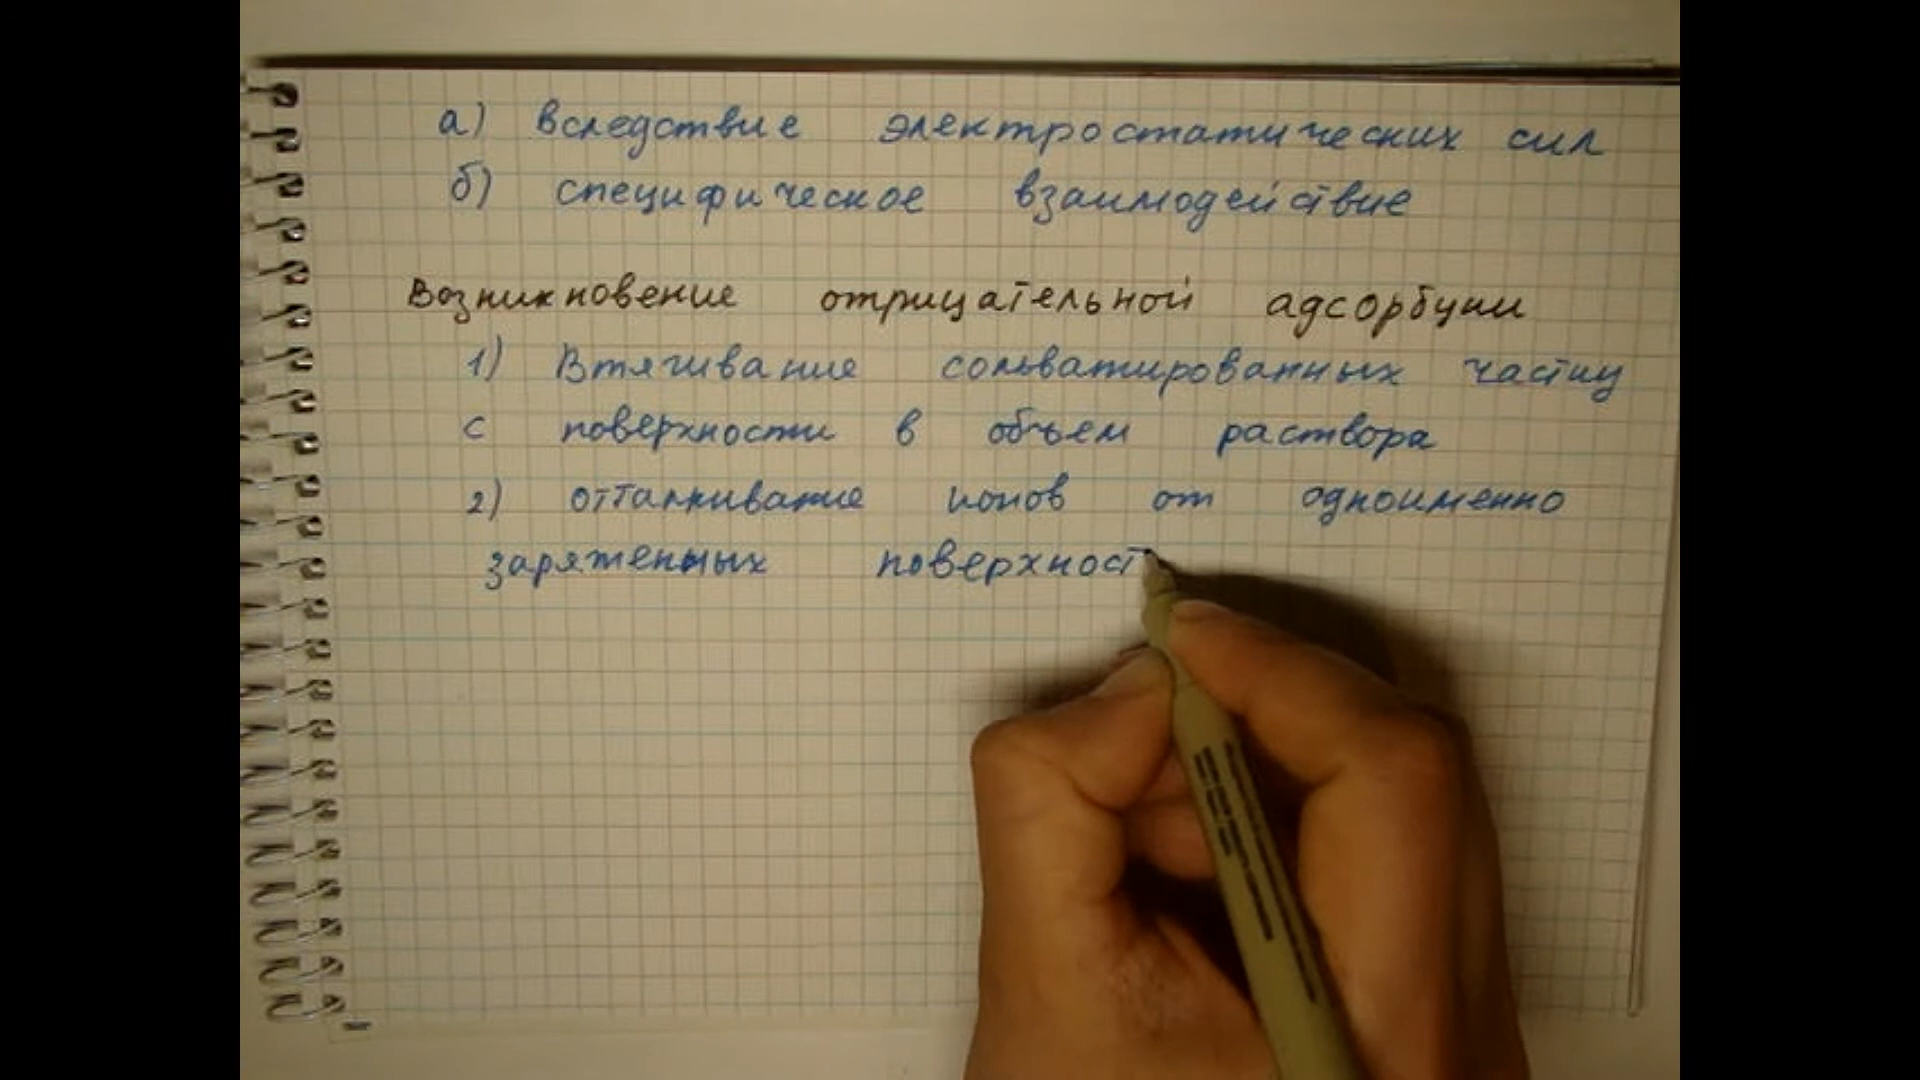 а) вследствие электростатических сил
б) специфическое взаимодействие
Возникновение отрицательной адсорбции
1) Втягивание сольватированных частиц
с поверхности в объем раствора
2) отталкивание ионов от одноименно
заряженных поверхност